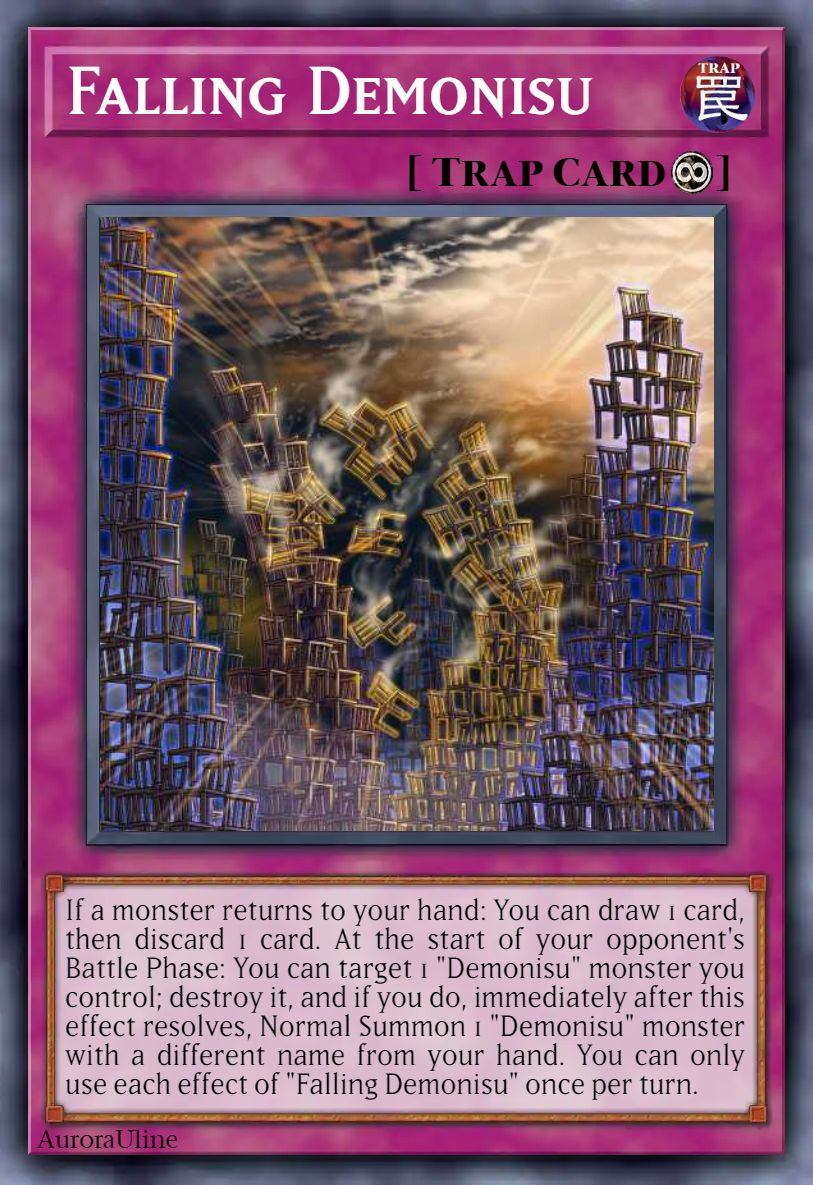 Falling Demonisu
TRAP
罠
[ Trap Card ∞ ]
If a monster returns to your hand: You can draw 1 card,
then discard 1 card. At the start of your opponent's
Battle Phase: You can target 1 "Demonisu" monster you
control; destroy it, and if you do, immediately after this
effect resolves, Normal Summon 1 "Demonisu" monster
with a different name from your hand. You can only
use each effect of "Falling Demonisu" once per turn.
AuroraUline